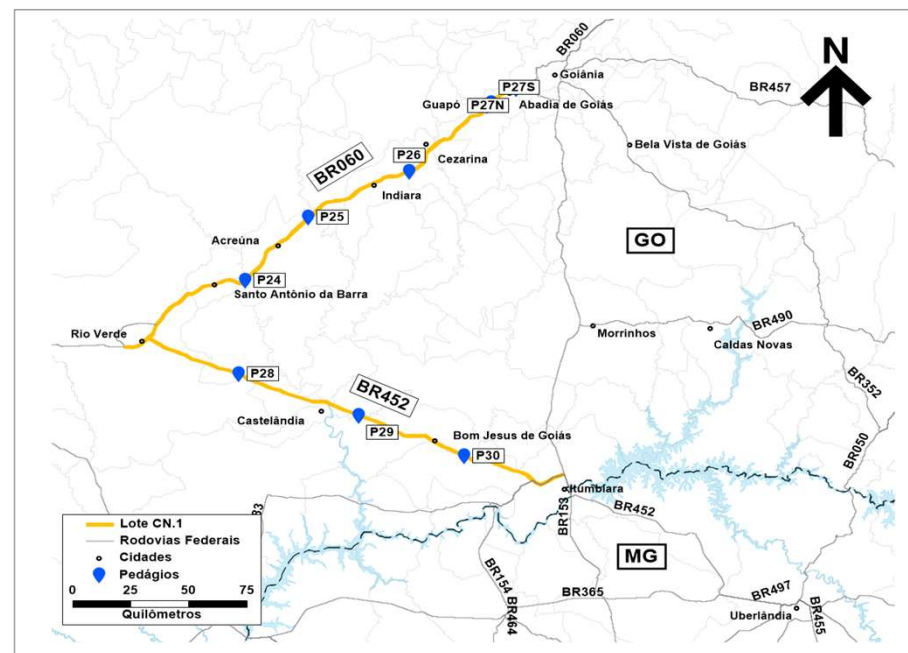 BR060
N
Goiânia
P27S
BR457
Guapó
P27N
Abadia de Goiás
Bela Vista de Goiás
P26
Cezarina
BR060
Indiara
P25
GO
Acreúna
P24
Santo Antônio da Barra
Rio Verde
Morrinhos
BR490
Caldas Novas
P28
BR352
BR452
Castelândia
P29
Bom Jesus de Goiás
P30
BR050
Itumbiara
BR153
BR452
MG
Lote CN.1
Rodovias Federais
Cidades
Pedágios
0 25 50 75
Quilômetros
BR154
BR464
BR365
BR497
Uberlândia
BR455